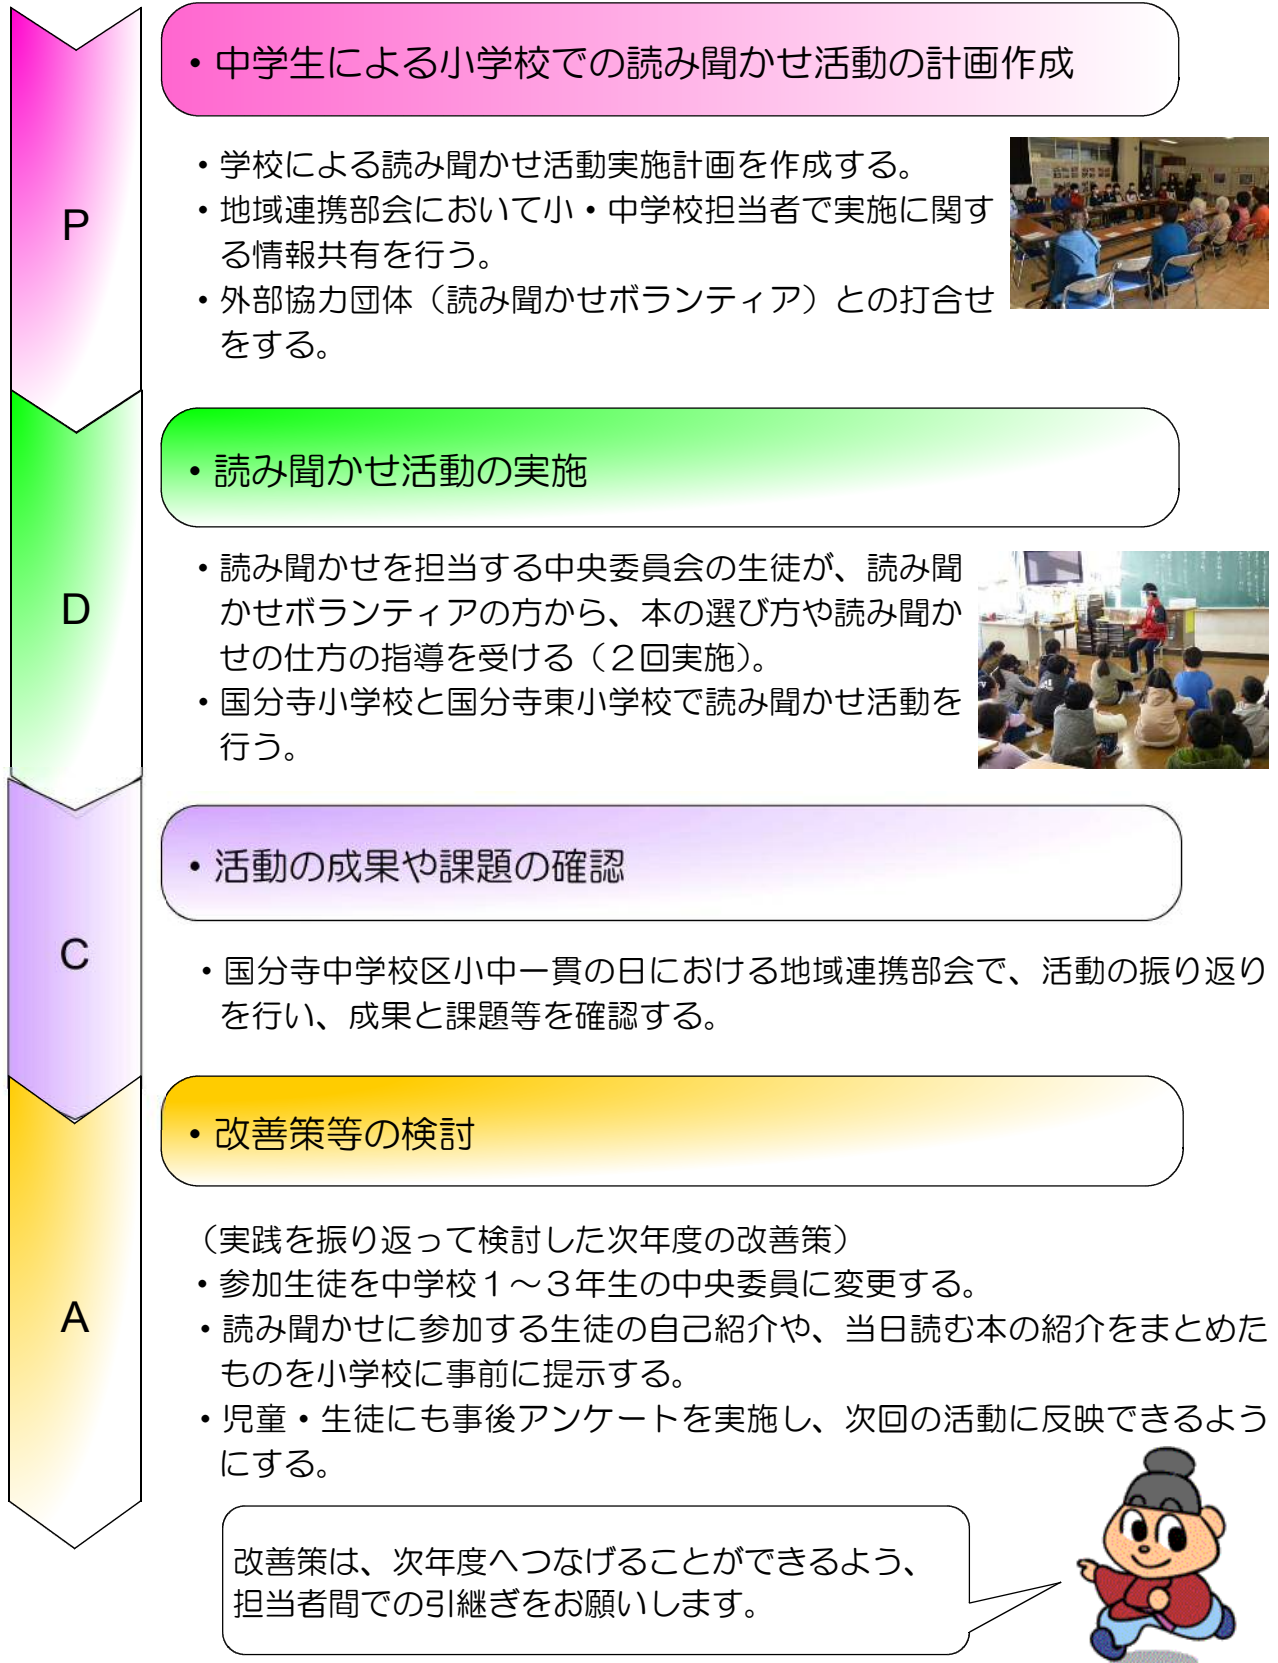 P
・中学生による小学校での読み聞かせ活動の計画作成
・学校による読み聞かせ活動実施計画を作成する。
・地域連携部会において小・中学校担当者で実施に関す
る情報共有を行う。
・外部協力団体（読み聞かせボランティア）との打合せ
をする。
D
・読み聞かせ活動の実施
・読み聞かせを担当する中央委員会の生徒が、読み聞
かせボランティアの方から、本の選び方や読み聞か
せの仕方の指導を受ける（２回実施）。
・国分寺小学校と国分寺東小学校で読み聞かせ活動を
行う。
C
・活動の成果や課題の確認
・国分寺中学校区小中一貫の日における地域連携部会で、活動の振り返り
を行い、成果と課題等を確認する。
A
・改善策等の検討
（実践を振り返って検討した次年度の改善策）
・参加生徒を中学校１～３年生の中央委員に変更する。
・読み聞かせに参加する生徒の自己紹介や、当日読む本の紹介をまとめた
ものを小学校に事前に提示する。
・児童・生徒にも事後アンケートを実施し、次回の活動に反映できるよう
にする。
改善策は、次年度へつなげることができるよう、
担当者間での引継ぎをお願いします。